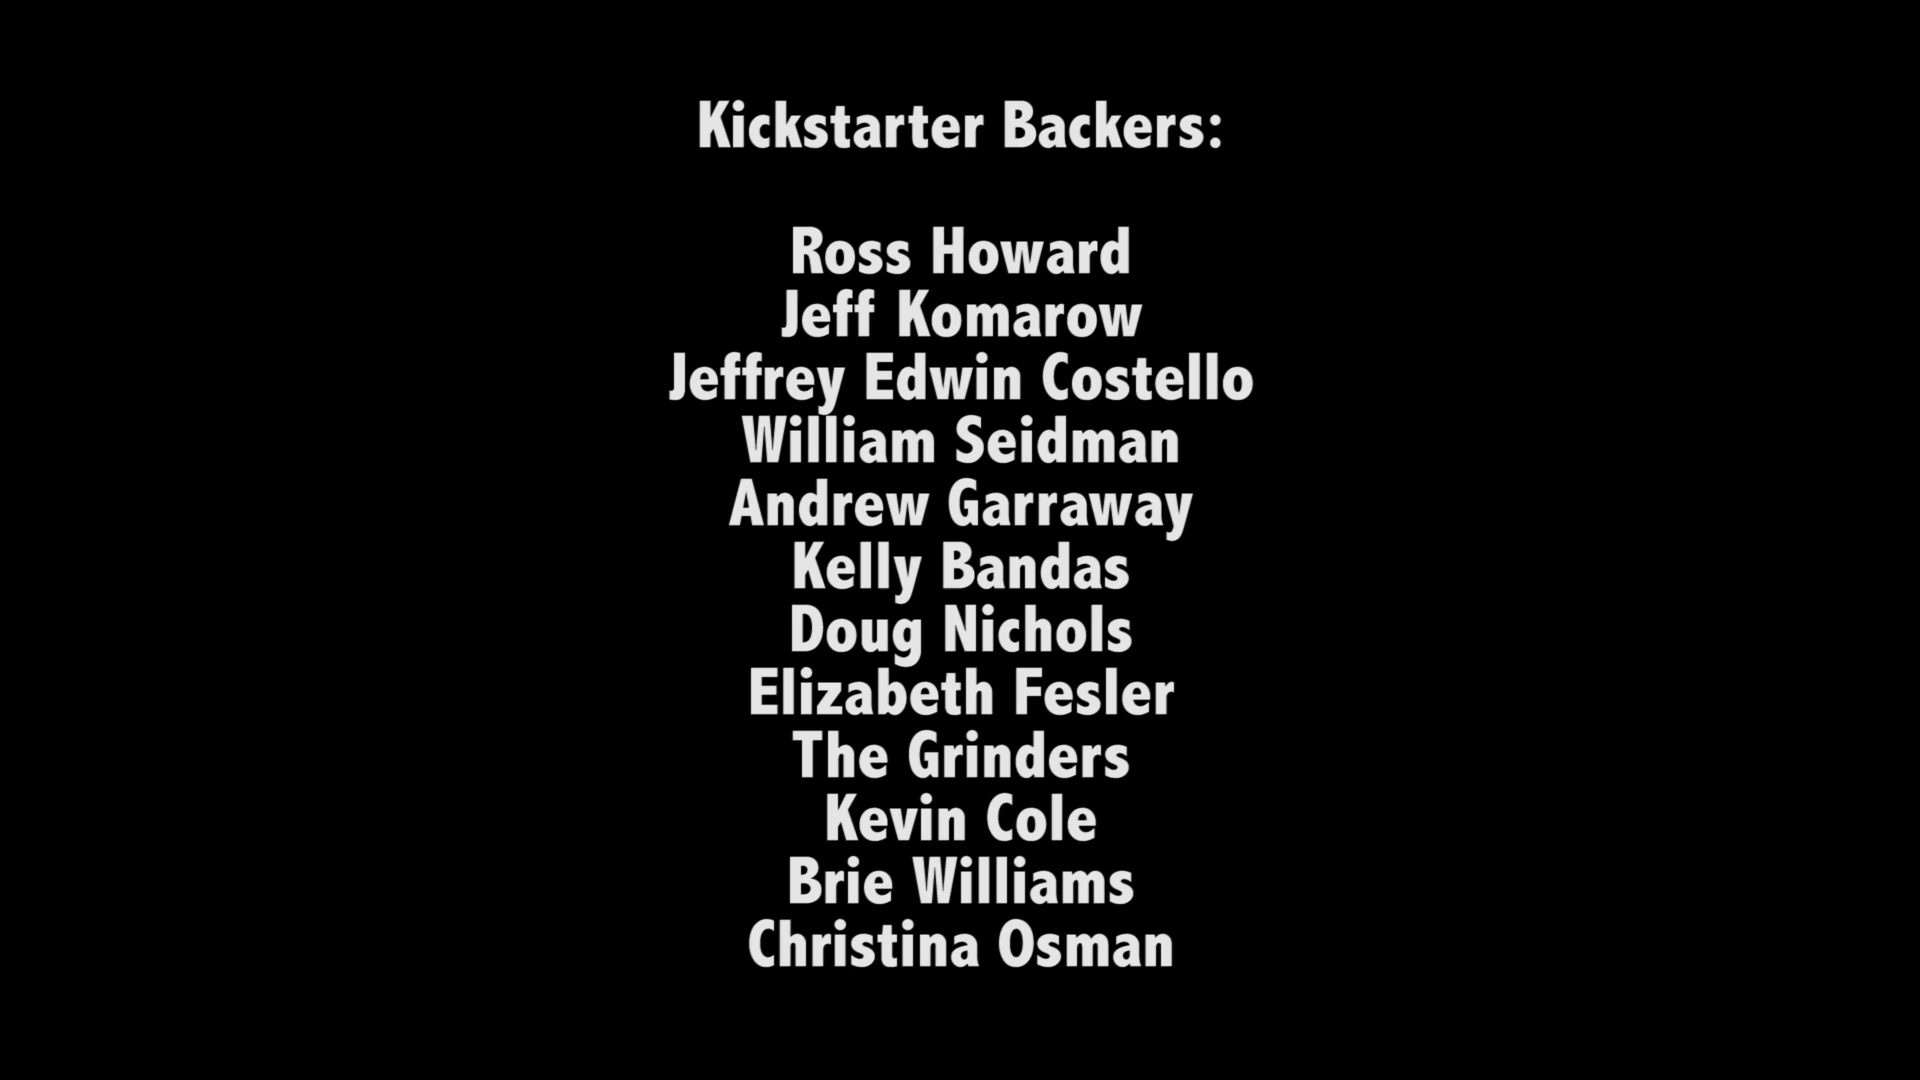 Kickstarter Backers:
Ross Howard
Jeff Komarow
Jeffrey Edwin Costello
William Seidman
Andrew Garraway
Kelly Bandas
Doug Nichols
Elizabeth Fesler
The Grinders
Kevin Cole
Brie Williams
Christina Osman